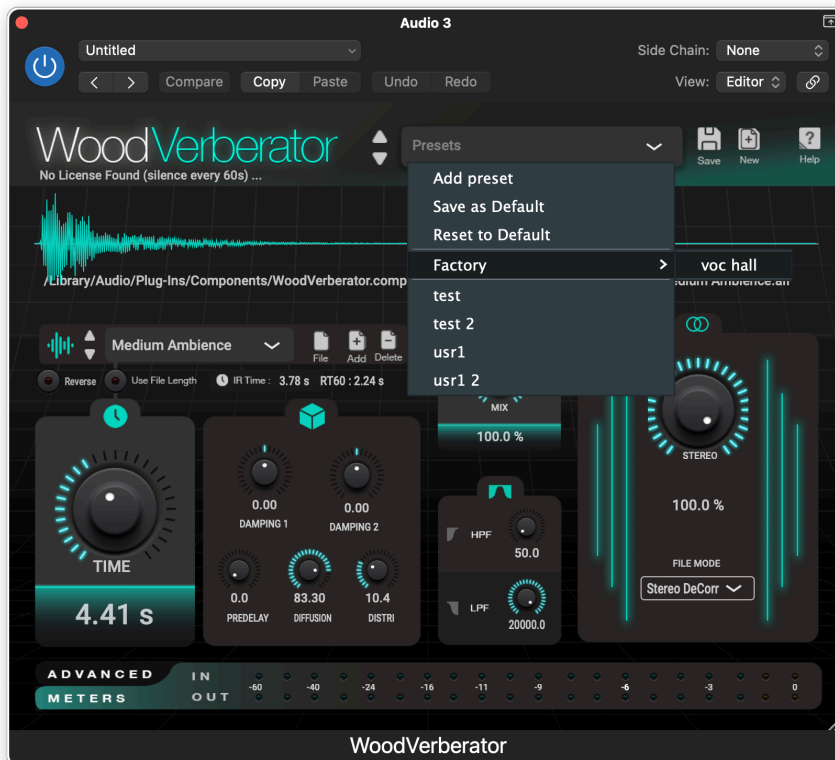 Audio 3
Untitled
Side Chain: None
Compare Copy Paste Undo Redo
View: Editor
WoodVerberator
No License Found (silence every 60s) ...
Presets
Save New Help
Add preset
Save as Default
Reset to Default
Factory
voc hall
test
test 2
usr1
usr1 2
/Library/Audio/Plug-Ins/Components/WoodVerberator.comp
edium Ambience.aif
Medium Ambience
File Add Delete
Reverse Use File Length IR Time : 3.78 s RT60 : 2.24 s
MIX
100.0 %
STEREO
100.0 %
FILE MODE
Stereo DeCorr
TIME
4.41 s
0.00
DAMPING 1
0.00
DAMPING 2
0.0
PREDELAY
83.30
DIFFUSION
10.4
DISTRI
HPF
50.0
LPF
20000.0
ADVANCED
METERS
IN
OUT
-60 -40 -24 -16 -11 -9 -6 -3 0
WoodVerberator